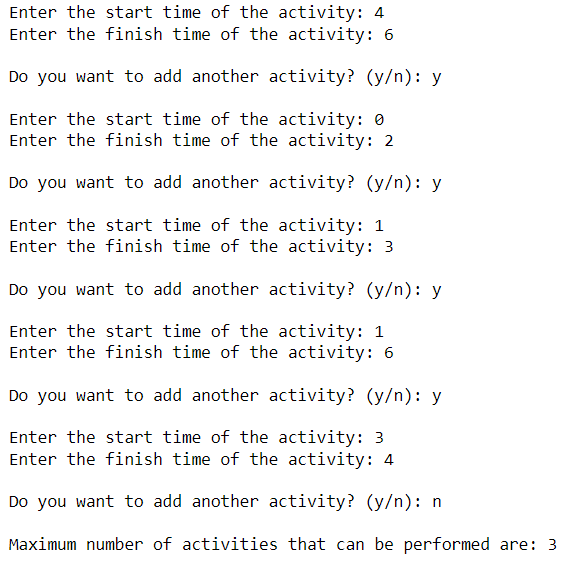 Enter the start time of the activity: 4
Enter the finish time of the activity: 6
Do you want to add another activity? (y/n): y
Enter the start time of the activity: 0
Enter the finish time of the activity: 2
Do you want to add another activity? (y/n): y
Enter the start time of the activity: 1
Enter the finish time of the activity: 3
Do you want to add another activity? (y/n): y
Enter the start time of the activity: 1
Enter the finish time of the activity: 6
Do you want to add another activity? (y/n): y
Enter the start time of the activity: 3
Enter the finish time of the activity: 4
Do you want to add another activity? (y/n): n
Maximum number of activities that can be performed are: 3